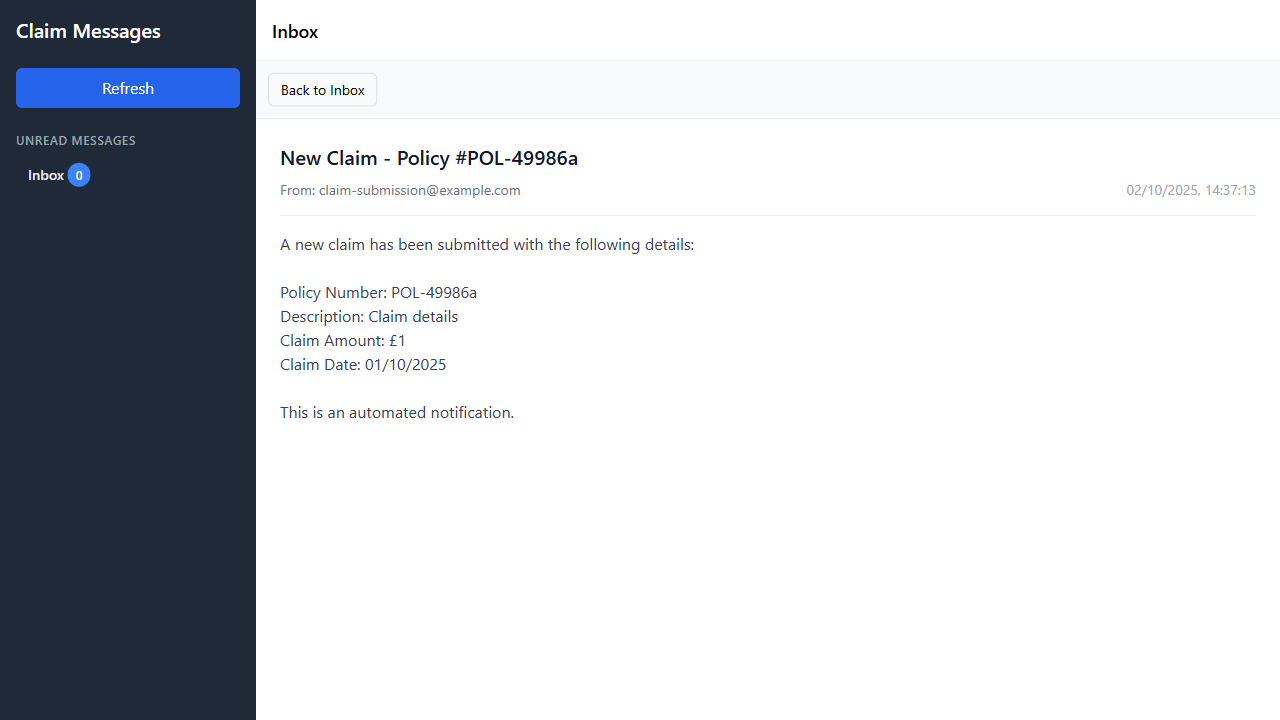 Claim Messages
Refresh
UNREAD MESSAGES
Inbox 0
Inbox
Back to Inbox
New Claim - Policy #POL-49986a
From: claim-submission@example.com
02/10/2025, 14:37:13
A new claim has been submitted with the following details:
Policy Number: POL-49986a
Description: Claim details
Claim Amount: £1
Claim Date: 01/10/2025
This is an automated notification.